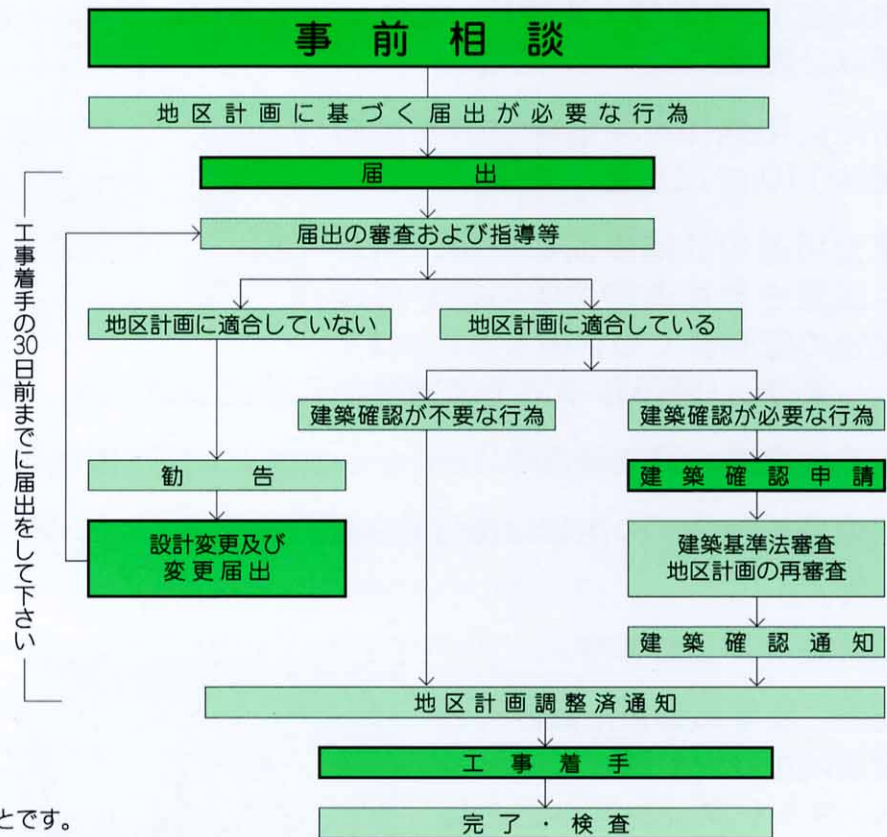 事前相談
地区計画に基づく届出が必要な行為
届出
届出の審査および指導等
地区計画に適合していない
地区計画に適合している
建築確認が不要な行為
建築確認が必要な行為
勧告
建築確認申請
設計変更及び
変更届出
建築基準法審査
地区計画の再審査
建築確認通知
地区計画調整済通知
工事着手
完了・検査
工事着手の30日前までに届出をして下さい
とです。